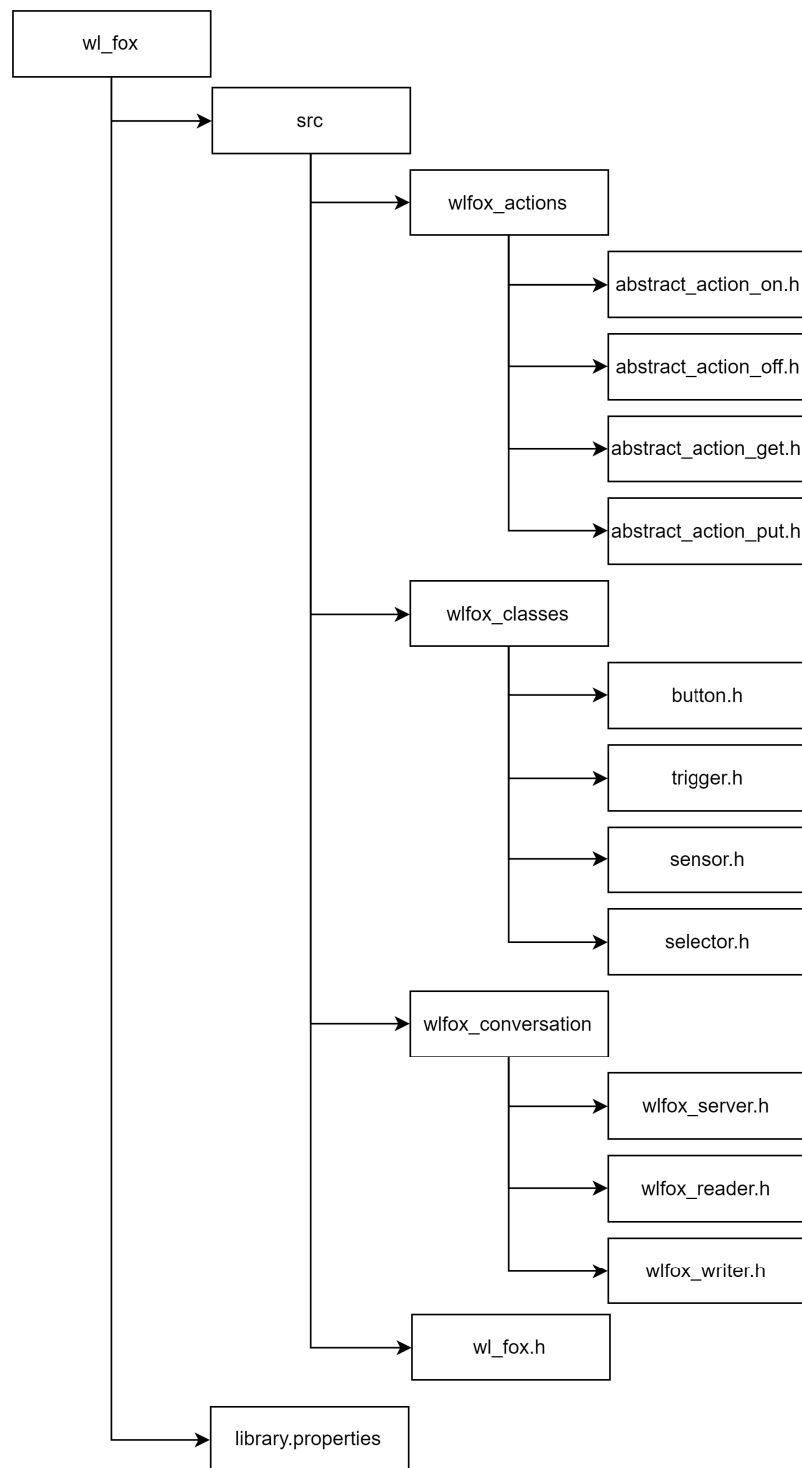 wl_fox
src
wlfox_actions
abstract_action_on.h
abstract_action_off.h
abstract_action_get.h
abstract_action_put.h
wlfox_classes
button.h
trigger.h
sensor.h
selector.h
wlfox_conversation
wlfox_server.h
wlfox_reader.h
wlfox_writer.h
wl_fox.h
library.properties